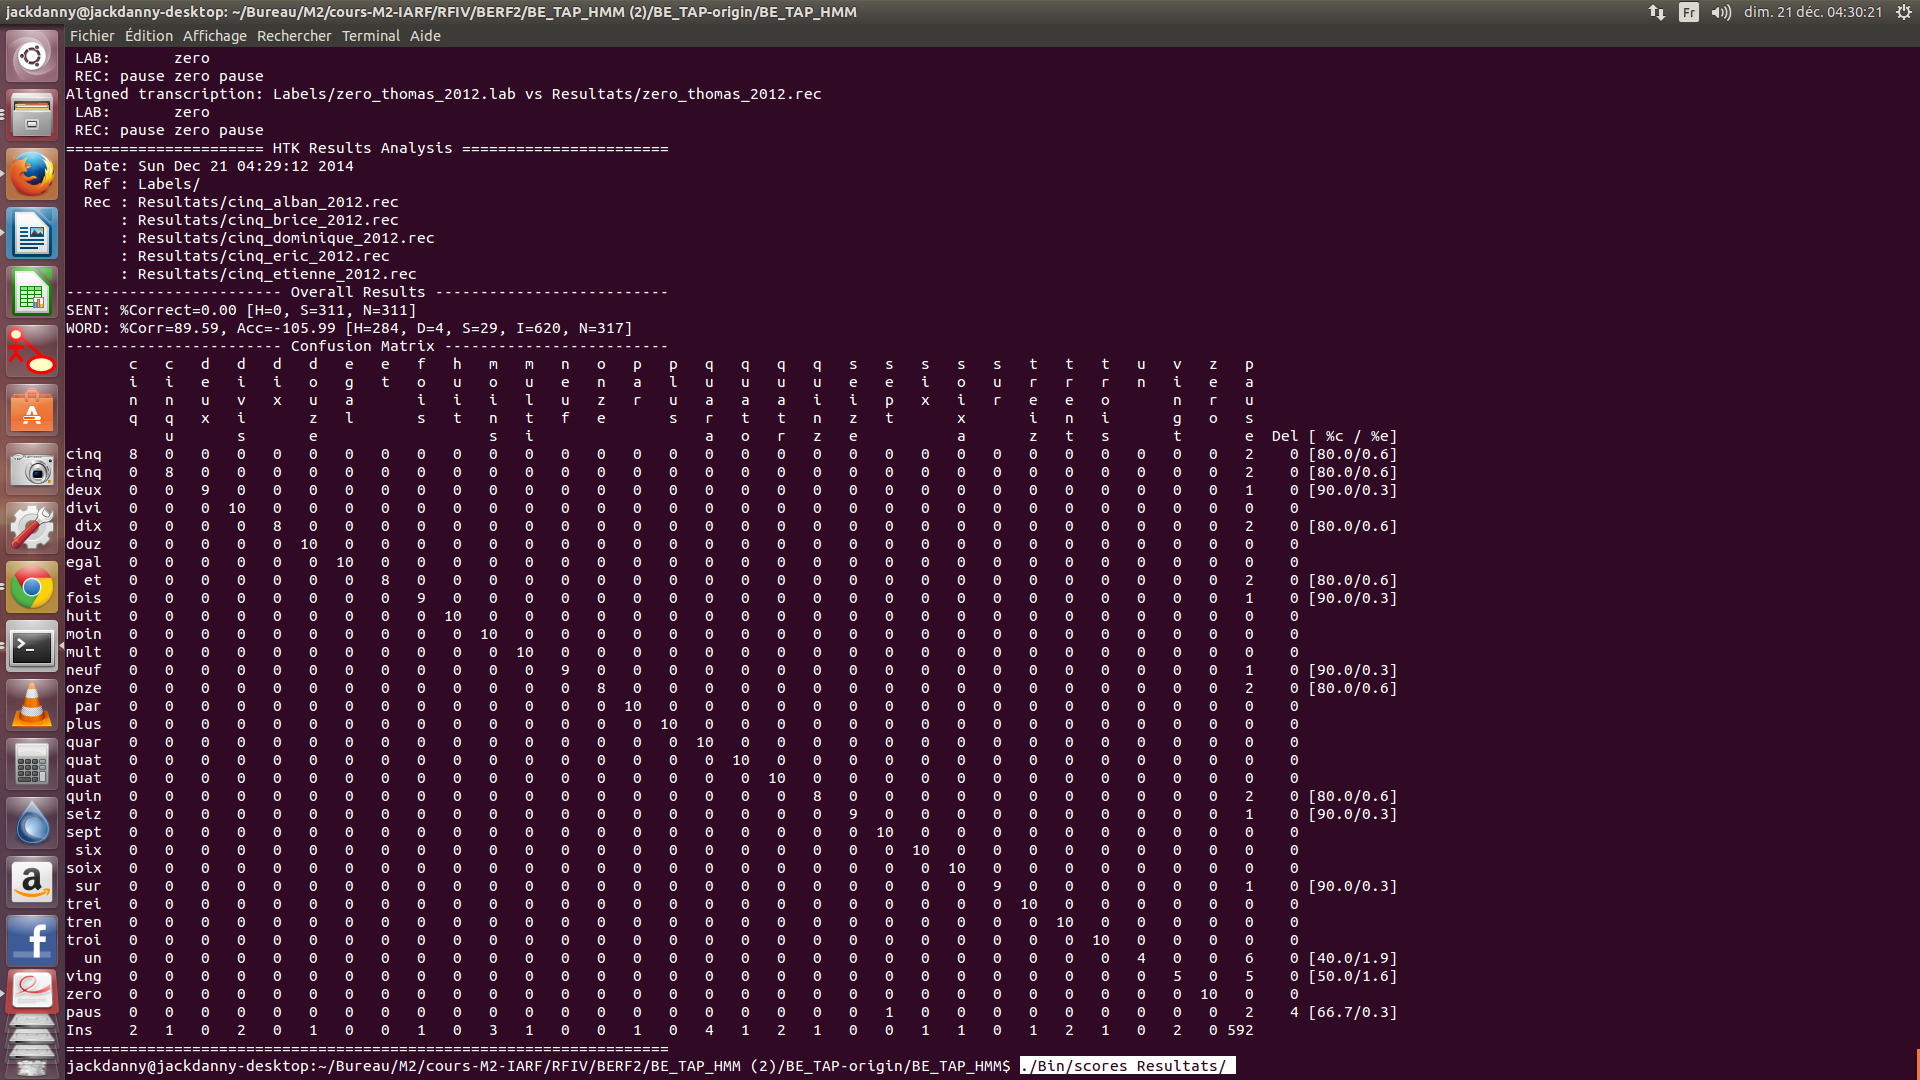 jackdanny@jackdanny-desktop: ~/Bureau/M2/cours-M2-IARF/RFIV/BERF2/BE_TAP_HMM (2)/BE_TAP-origin/BE_TAP_HMM
Fr dim. 21 déc. 04:30:21
Fichier Édition Affichage Rechercher Terminal Aide
LAB: zero
REC: pause zero pause
Aligned transcription: Labels/zero_thomas_2012.lab vs Resultats/zero_thomas_2012.rec
LAB: zero
REC: pause zero pause
====================== HTK Results Analysis =======================
Date: Sun Dec 21 04:29:12 2014
Ref : Labels/
Rec : Resultats/cinq_alban_2012.rec
: Resultats/cinq_brice_2012.rec
: Resultats/cinq_dominique_2012.rec
: Resultats/cinq_eric_2012.rec
: Resultats/cinq_etienne_2012.rec
------------------------ Overall Results --------------------------
SENT: %Correct=0.00 [H=0, S=311, N=311]
WORD: %Corr=89.59, Acc=-105.99 [H=284, D=4, S=29, I=620, N=317]
------------------------ Confusion Matrix -------------------------
c c d d d d e e f h m m n o p p q q q q s s s s s t t t u v z p
i i e i i o g t o u o u e n a l u u u u e e i o u r r r n i e a
n n u v x u a i i i l u z r u a a a i i p x i r e e o n r u
q q x i z l s t n t f e s r t t n z t x i n i g o s
u s e s i a o r z e a z t s t e Del [ %c / %e]
cinq 8 0 0 0 0 0 0 0 0 0 0 0 0 0 0 0 0 0 0 0 0 0 0 0 0 0 0 0 0 0 0 2 0 [80.0/0.6]
cinq 0 8 0 0 0 0 0 0 0 0 0 0 0 0 0 0 0 0 0 0 0 0 0 0 0 0 0 0 0 0 0 2 0 [80.0/0.6]
deux 0 0 9 0 0 0 0 0 0 0 0 0 0 0 0 0 0 0 0 0 0 0 0 0 0 0 0 0 0 0 0 1 0 [90.0/0.3]
divi 0 0 0 10 0 0 0 0 0 0 0 0 0 0 0 0 0 0 0 0 0 0 0 0 0 0 0 0 0 0 0 0 0
dix 0 0 0 0 8 0 0 0 0 0 0 0 0 0 0 0 0 0 0 0 0 0 0 0 0 0 0 0 0 0 0 2 0 [80.0/0.6]
douz 0 0 0 0 0 10 0 0 0 0 0 0 0 0 0 0 0 0 0 0 0 0 0 0 0 0 0 0 0 0 0 0 0
egal 0 0 0 0 0 0 10 0 0 0 0 0 0 0 0 0 0 0 0 0 0 0 0 0 0 0 0 0 0 0 0 0 0
et 0 0 0 0 0 0 0 8 0 0 0 0 0 0 0 0 0 0 0 0 0 0 0 0 0 0 0 0 0 0 0 2 0 [80.0/0.6]
fois 0 0 0 0 0 0 0 0 9 0 0 0 0 0 0 0 0 0 0 0 0 0 0 0 0 0 0 0 0 0 0 1 0 [90.0/0.3]
huit 0 0 0 0 0 0 0 0 0 10 0 0 0 0 0 0 0 0 0 0 0 0 0 0 0 0 0 0 0 0 0 0 0
moin 0 0 0 0 0 0 0 0 0 0 10 0 0 0 0 0 0 0 0 0 0 0 0 0 0 0 0 0 0 0 0 0 0
mult 0 0 0 0 0 0 0 0 0 0 0 10 0 0 0 0 0 0 0 0 0 0 0 0 0 0 0 0 0 0 0 0 0
neuf 0 0 0 0 0 0 0 0 0 0 0 0 9 0 0 0 0 0 0 0 0 0 0 0 0 0 0 0 0 0 0 1 0 [90.0/0.3]
onze 0 0 0 0 0 0 0 0 0 0 0 0 0 8 0 0 0 0 0 0 0 0 0 0 0 0 0 0 0 0 0 2 0 [80.0/0.6]
par 0 0 0 0 0 0 0 0 0 0 0 0 0 0 10 0 0 0 0 0 0 0 0 0 0 0 0 0 0 0 0 0 0
plus 0 0 0 0 0 0 0 0 0 0 0 0 0 0 0 10 0 0 0 0 0 0 0 0 0 0 0 0 0 0 0 0 0
quar 0 0 0 0 0 0 0 0 0 0 0 0 0 0 0 0 10 0 0 0 0 0 0 0 0 0 0 0 0 0 0 0 0
quat 0 0 0 0 0 0 0 0 0 0 0 0 0 0 0 0 0 10 0 0 0 0 0 0 0 0 0 0 0 0 0 0 0
quat 0 0 0 0 0 0 0 0 0 0 0 0 0 0 0 0 0 0 10 0 0 0 0 0 0 0 0 0 0 0 0 0 0
quin 0 0 0 0 0 0 0 0 0 0 0 0 0 0 0 0 0 0 0 8 0 0 0 0 0 0 0 0 0 0 0 2 0 [80.0/0.6]
seiz 0 0 0 0 0 0 0 0 0 0 0 0 0 0 0 0 0 0 0 0 9 0 0 0 0 0 0 0 0 0 0 1 0 [90.0/0.3]
sept 0 0 0 0 0 0 0 0 0 0 0 0 0 0 0 0 0 0 0 0 0 10 0 0 0 0 0 0 0 0 0 0 0
six 0 0 0 0 0 0 0 0 0 0 0 0 0 0 0 0 0 0 0 0 0 0 10 0 0 0 0 0 0 0 0 0 0
soix 0 0 0 0 0 0 0 0 0 0 0 0 0 0 0 0 0 0 0 0 0 0 0 10 0 0 0 0 0 0 0 0 0
sur 0 0 0 0 0 0 0 0 0 0 0 0 0 0 0 0 0 0 0 0 0 0 0 0 9 0 0 0 0 0 0 1 0 [90.0/0.3]
trei 0 0 0 0 0 0 0 0 0 0 0 0 0 0 0 0 0 0 0 0 0 0 0 0 0 10 0 0 0 0 0 0 0
tren 0 0 0 0 0 0 0 0 0 0 0 0 0 0 0 0 0 0 0 0 0 0 0 0 0 0 10 0 0 0 0 0 0
troi 0 0 0 0 0 0 0 0 0 0 0 0 0 0 0 0 0 0 0 0 0 0 0 0 0 0 0 10 0 0 0 0 0
un 0 0 0 0 0 0 0 0 0 0 0 0 0 0 0 0 0 0 0 0 0 0 0 0 0 0 0 0 4 0 0 6 0 [40.0/1.9]
ving 0 0 0 0 0 0 0 0 0 0 0 0 0 0 0 0 0 0 0 0 0 0 0 0 0 0 0 0 0 5 0 5 0 [50.0/1.6]
zero 0 0 0 0 0 0 0 0 0 0 0 0 0 0 0 0 0 0 0 0 0 0 0 0 0 0 0 0 0 0 10 0 0
paus 0 0 0 0 0 0 0 0 0 0 0 0 0 0 0 0 0 0 0 0 0 1 0 0 0 0 0 0 0 0 0 2 4 [66.7/0.3]
Ins 2 1 0 2 0 1 0 0 1 0 3 1 0 0 1 0 4 1 2 1 0 0 1 1 0 1 2 1 0 2 0 592
===================================================================
jackdanny@jackdanny-desktop:~/Bureau/M2/cours-M2-IARF/RFIV/BERF2/BE_TAP_HMM (2)/BE_TAP-origin/BE_TAP_HMM$ ./Bin/scores Resultats/